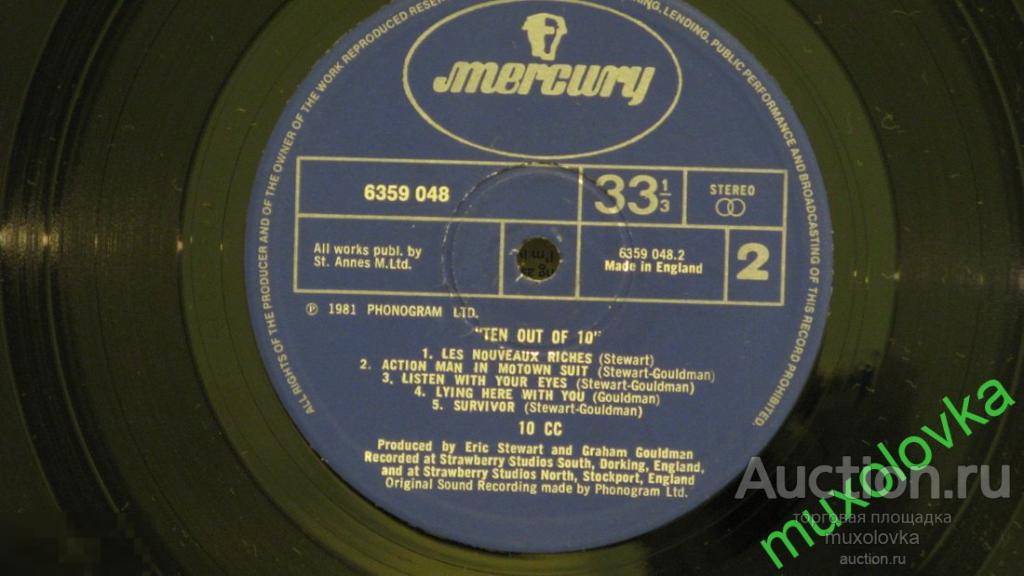 ALL RIGHTS OF THE PRODUCER AND OF THE OWNER OF THE WORK REPRODUCED
LENDING, PUBLIC PERFORMANCE AND BROADCASTING OF THIS RECORD PROHIBITED.
mercury
6359 048
33 1/3
STEREO
All works publ. by
St. Annes M.Ltd.
6359 048.2
Made in England
2
℗ 1981 PHONOGRAM LTD.
"TEN OUT OF 10"
1. LES NOUVEAUX RICHES (Stewart)
2. ACTION MAN IN MOTOWN SUIT (Stewart-Gouldman)
3. LISTEN WITH YOUR EYES (Stewart-Gouldman)
4. LYING HERE WITH YOU (Gouldman)
5. SURVIVOR (Stewart-Gouldman)
10 CC
Produced by Eric Stewart and Graham Gouldman
Recorded at Strawberry Studios South, Dorking, England,
and at Strawberry Studios North, Stockport, England
Original Sound Recording made by Phonogram Ltd.
muxolovka
Auction.ru
торговая площадка
muxolovka
auction.ru